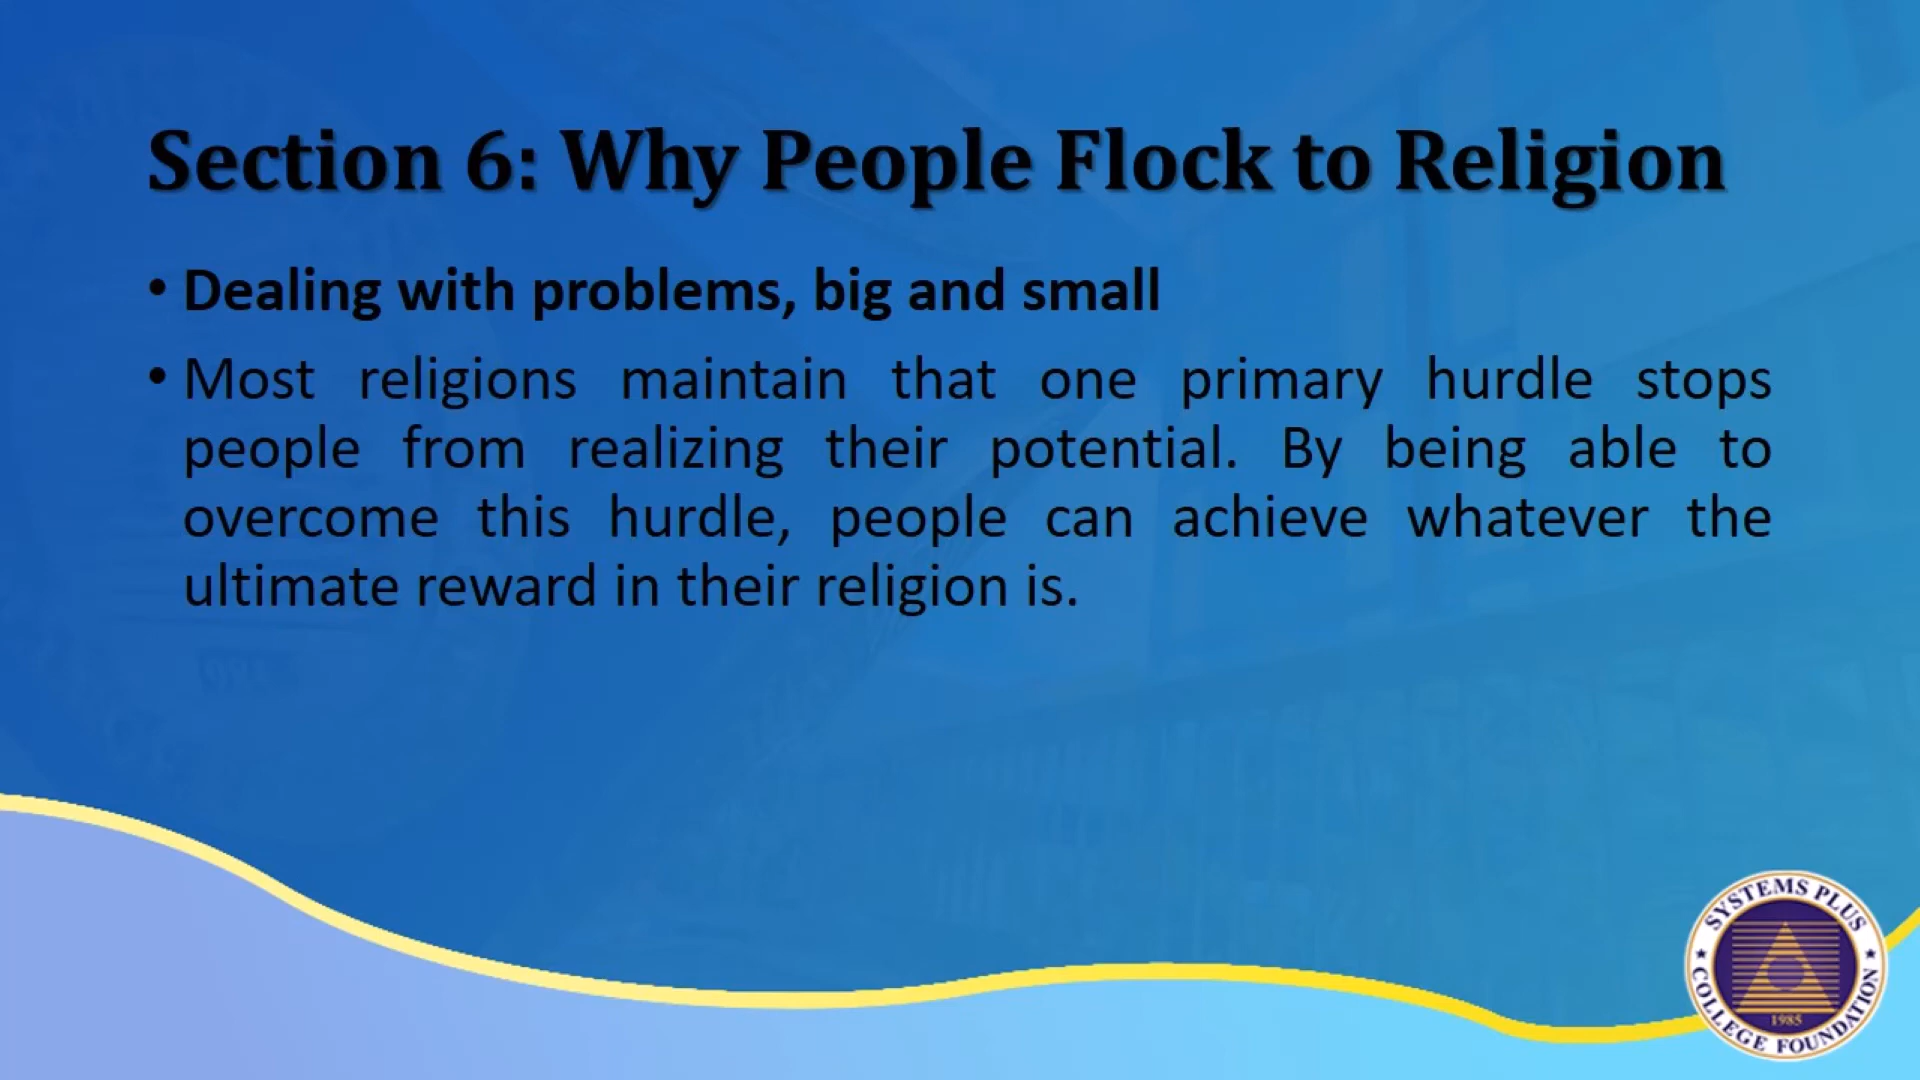 Section 6: Why People Flock to Religion
• Dealing with problems, big and small
• Most religions maintain that one primary hurdle stops
people from realizing their potential. By being able to
overcome this hurdle, people can achieve whatever the
ultimate reward in their religion is.
SYSTEMS PLUS
COLLEGE FOUNDATION
1985